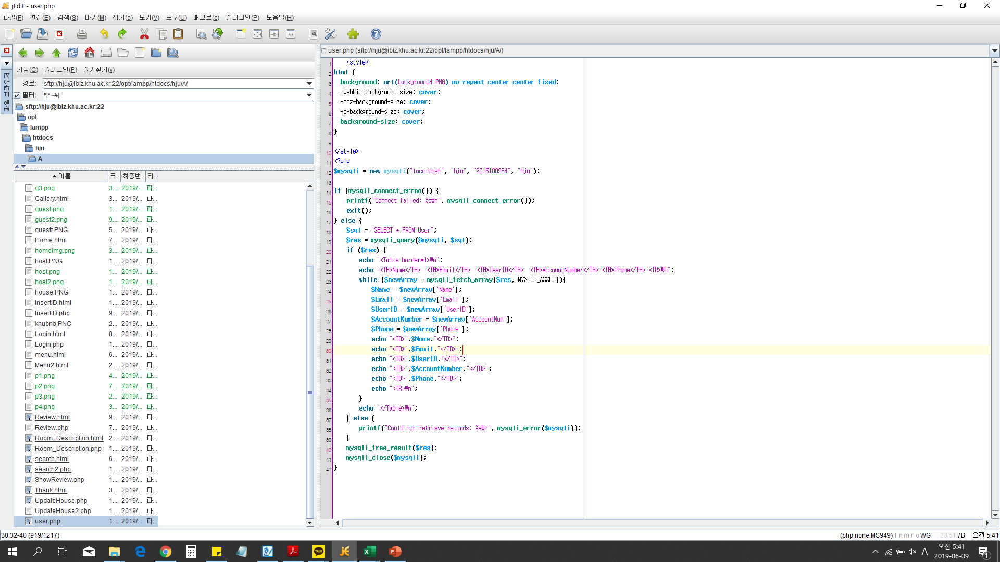 jEdit - user.php
파일(F) 편집(E) 검색(S) 마커(M) 접기(o) 보기(V) 도구(U) 매크로(c) 플러그인(P) 도움말(H)
기능(C) 플러그인(P) 즐겨찾기(v)
경로: sftp://hju@ibiz.khu.ac.kr:22/opt/lampp/htdocs/hju/A/
필터: *[^~#]
sftp://hju@ibiz.khu.ac.kr:22
opt
lampp
htdocs
hju
A
이름 크... 최종변... 타...
g3.png 3.... 2019/... 파...
Gallery.html 3... 2019/... 파...
guest.png 1... 2019/... 파...
guest2.png 9.... 2019/... 파...
guestt.PNG 5... 2019/... 파...
Home.html 7... 2019/... 파...
homeimg.png 3.... 2019/... 파...
host.PNG 1.... 2019/... 파...
host.png 1... 2019/... 파...
host2.png 1... 2019/... 파...
house.PNG 1... 2019/... 파...
InsertID.html 1.... 2019/... 파...
InsertID.php 9... 2019/... 파...
khubnb.PNG 2... 2019/... 파...
Login.html 8... 2019/... 파...
Login.php 1.... 2019/... 파...
menu.html 6... 2019/... 파...
Menu2.html 2.... 2019/... 파...
p1.png 4... 2019/... 파...
p2.png 7... 2019/... 파...
p3.png 2... 2019/... 파...
p4.png 3... 2019/... 파...
Review.html 9... 2019/... 파...
Review.php 7... 2019/... 파...
Room_Description.html 2.... 2019/... 파...
Room_Description.php 1.... 2019/... 파...
search.html 6... 2019/... 파...
search2.php 1.... 2019/... 파...
ShowReview.php 1.... 2019/... 파...
Thank.html 3... 2019/... 파...
UpdateHouse.php 1.... 2019/... 파...
UpdateHouse2.php 1.... 2019/... 파...
user.php 1.... 2019/... 파...
user.php (sftp://hju@ibiz.khu.ac.kr:22/opt/lampp/htdocs/hju/A/)
1 <style>
2 html {
3 background: url(background4.PNG) no-repeat center center fixed;
4 -webkit-background-size: cover;
5 -moz-background-size: cover;
6 -o-background-size: cover;
7 background-size: cover;
8 }
9
10 </style>
11 <?php
12 $mysqli = new mysqli("localhost", "hju", "2015100964", "hju");
13
14 if (mysqli_connect_errno()) {
15 printf("Connect failed: %s₩n", mysqli_connect_error());
16 exit();
17 } else {
18 $sql = "SELECT * FROM User";
19 $res = mysqli_query($mysqli, $sql);
20 if ($res) {
21 echo "<Table border=1>₩n";
22 echo "<TH>Name</TH> <TH>Email</TH> <TH>UserID</TH> <TH>AccountNumber</TH> <TH>Phone</TH> <TR>₩n";
23 while ($newArray = mysqli_fetch_array($res, MYSQLI_ASSOC)){
24 $Name = $newArray['Name'];
25 $Email = $newArray['Email'];
26 $UserID = $newArray['UserID'];
27 $AccountNumber = $newArray['AccountNum'];
28 $Phone = $newArray['Phone'];
29 echo "<TD>".$Name."</TD>";
30 echo "<TD>".$Email."</TD>";
31 echo "<TD>".$UserID."</TD>";
32 echo "<TD>".$AccountNumber."</TD>";
33 echo "<TD>".$Phone."</TD>";
34 echo "<TR>₩n";
35 }
36 echo "</Table>₩n";
37 } else {
38 printf("Could not retrieve records: %s₩n", mysqli_error($mysqli));
39 }
40 mysqli_free_result($res);
41 mysqli_close($mysqli);
42 }
30,32-40 (919/1217)
(php,none,MS949) l n m r o WG 33/51MB 오전 5:41
A 오전 5:41
2019-06-09
1
TALK